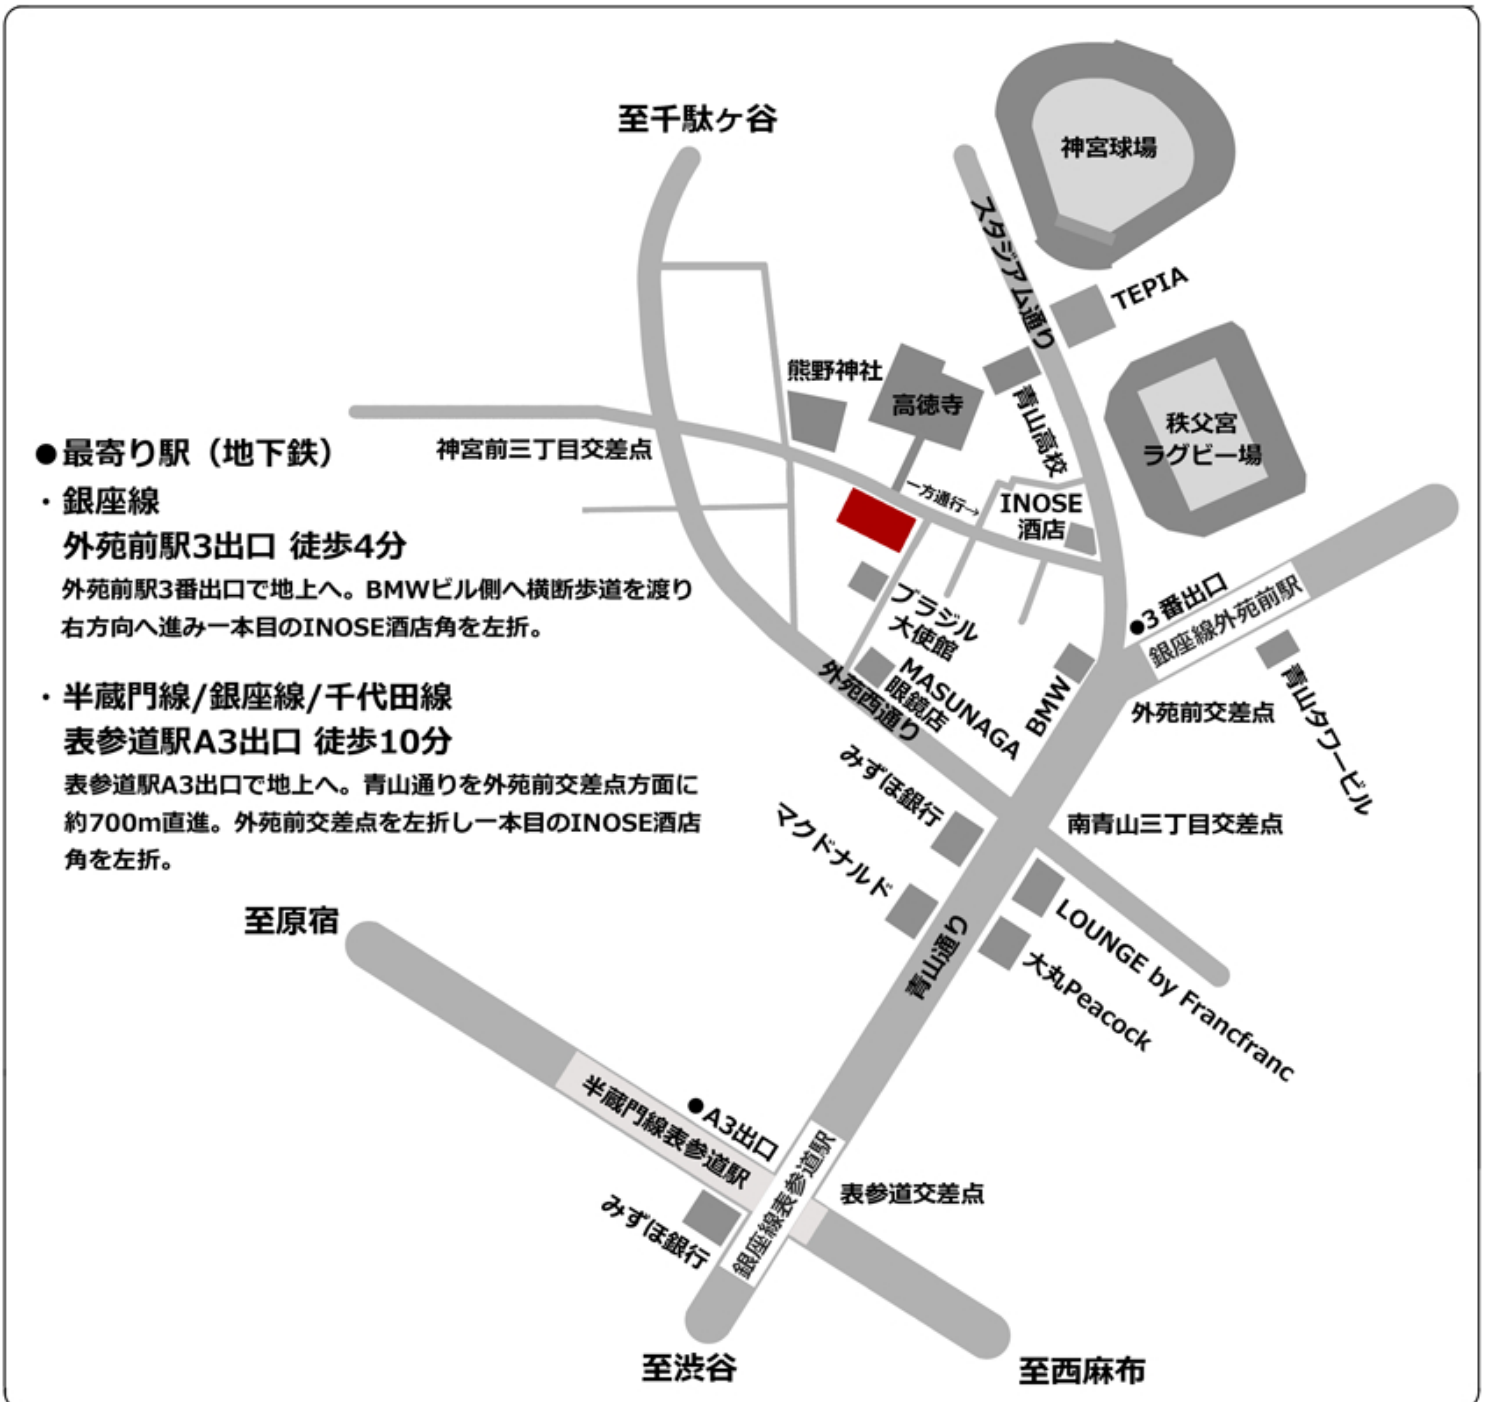 至千駄ヶ谷
神宮球場
スタジアム通り
TEPIA
熊野神社
高徳寺
青山高校
秩父宮
ラグビー場
神宮前三丁目交差点
一方通行→
INOSE
酒店
●最寄り駅（地下鉄）
・銀座線
外苑前駅3出口 徒歩4分
外苑前駅3番出口で地上へ。BMWビル側へ横断歩道を渡り
右方向へ進み一本目のINOSE酒店角を左折。
・半蔵門線/銀座線/千代田線
表参道駅A3出口 徒歩10分
表参道駅A3出口で地上へ。青山通りを外苑前交差点方面に
約700m直進。外苑前交差点を左折し一本目のINOSE酒店
角を左折。
ブラジル
大使館
●3番出口
銀座線外苑前駅
青山タワービル
外苑西通り
MASUNAGA
眼鏡店
BMW
外苑前交差点
みずほ銀行
マクドナルド
南青山三丁目交差点
青山通り
LOUNGE by Francfranc
大丸Peacock
至原宿
半蔵門線表参道駅
●A3出口
銀座線表参道駅
表参道交差点
みずほ銀行
至渋谷
至西麻布